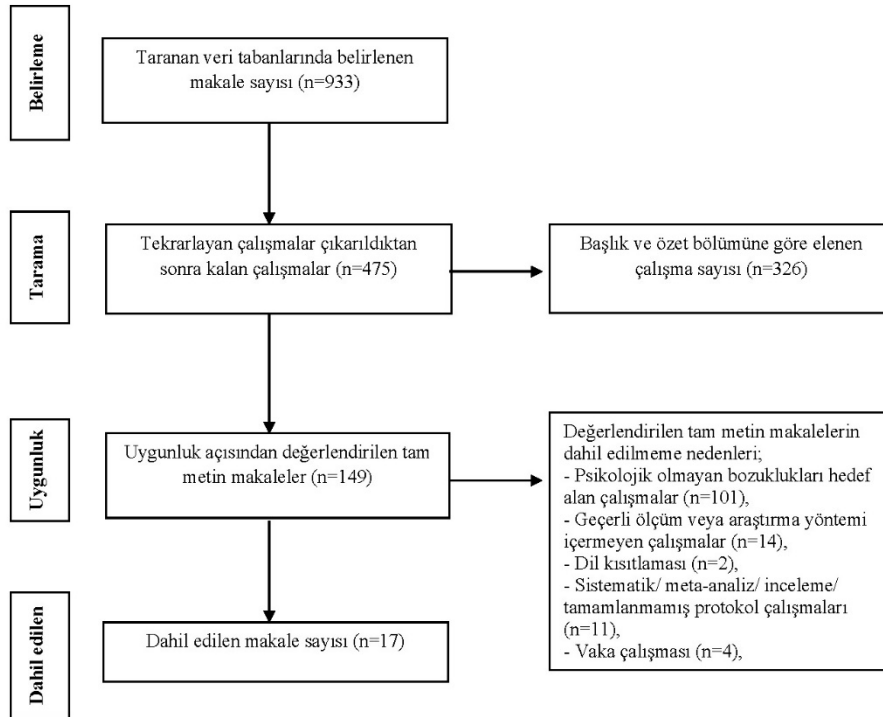 Belirleme
Taranan veri tabanlarında belirlenen
makale sayısı (n=933)
Tarama
Tekrarlayan çalışmalar çıkarıldıktan
sonra kalan çalışmalar (n=475)
Başlık ve özet bölümüne göre elenen
çalışma sayısı (n=326)
Uygunluk
Uygunluk açısından değerlendirilen tam
metin makaleler (n=149)
Değerlendirilen tam metin makalelerin
dahil edilmeme nedenleri;
- Psikolojik olmayan bozuklukları hedef
alan çalışmalar (n=101),
- Geçerli ölçüm veya araştırma yöntemi
içermeyen çalışmalar (n=14),
- Dil kısıtlaması (n=2),
- Sistematik/ meta-analiz/ inceleme/
tamamlanmamış protokol çalışmaları
(n=11),
- Vaka çalışması (n=4),
Dahil edilen
Dahil edilen makale sayısı (n=17)